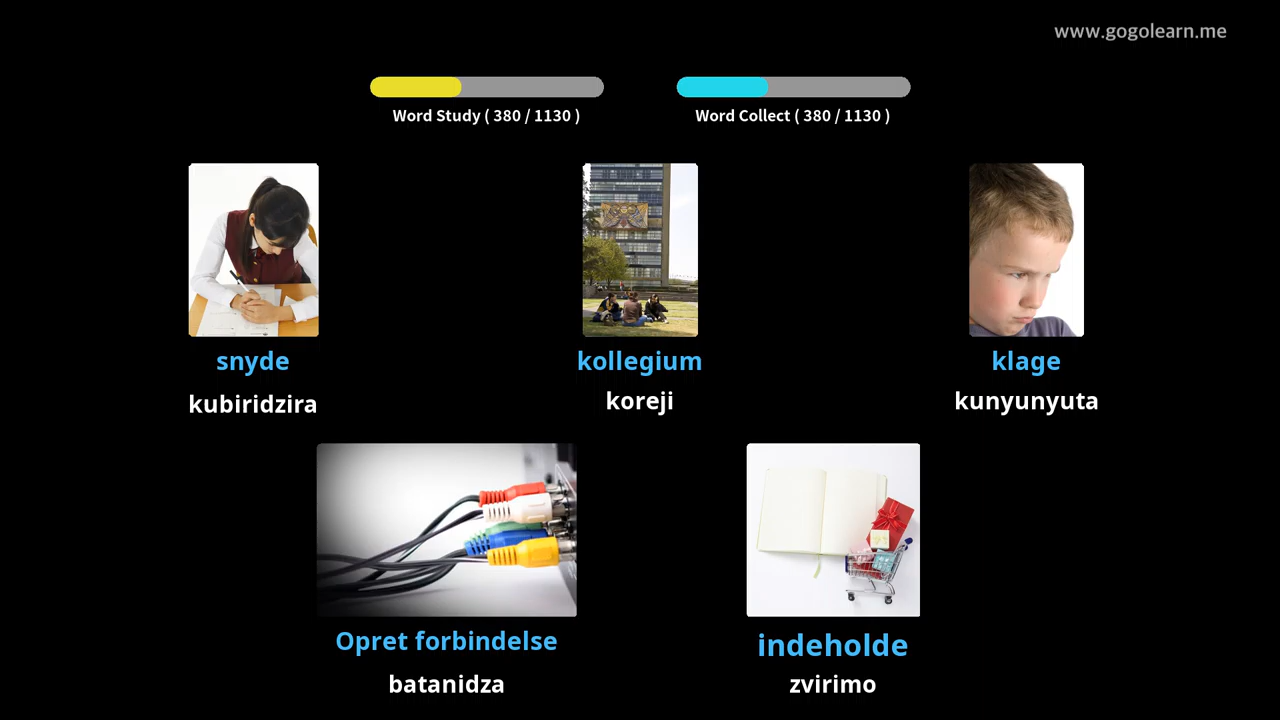 www.gogolearn.me
Word Study ( 380 / 1130 )
Word Collect ( 380 / 1130 )
snyde
kubiridzira
kollegium
koreji
klage
kunyunyuta
Opret forbindelse
batanidza
indeholde
zvirimo